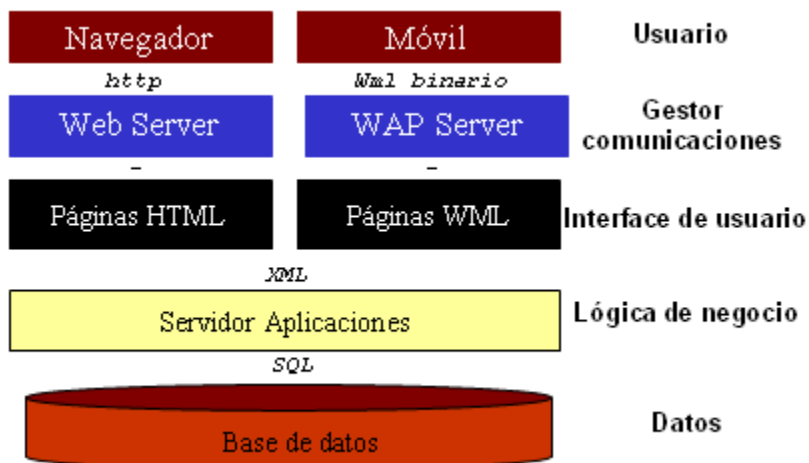 Navegador Móvil Usuario
http Wml binario
Web Server WAP Server Gestor
comunicaciones
- -
Páginas HTML Páginas WML Interface de usuario
XML
Servidor Aplicaciones Lógica de negocio
SQL
Base de datos Datos